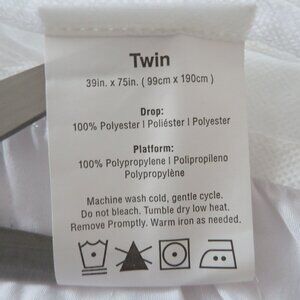 Twin
39in. x 75in. ( 99cm x 190cm )
Drop:
100% Polyester l Poliéster l Polyester
Platform:
100% Polypropylene l Polipropileno
Polypropylène
Machine wash cold, gentle cycle.
Do not bleach. Tumble dry low heat.
Remove Promptly. Warm iron as needed.